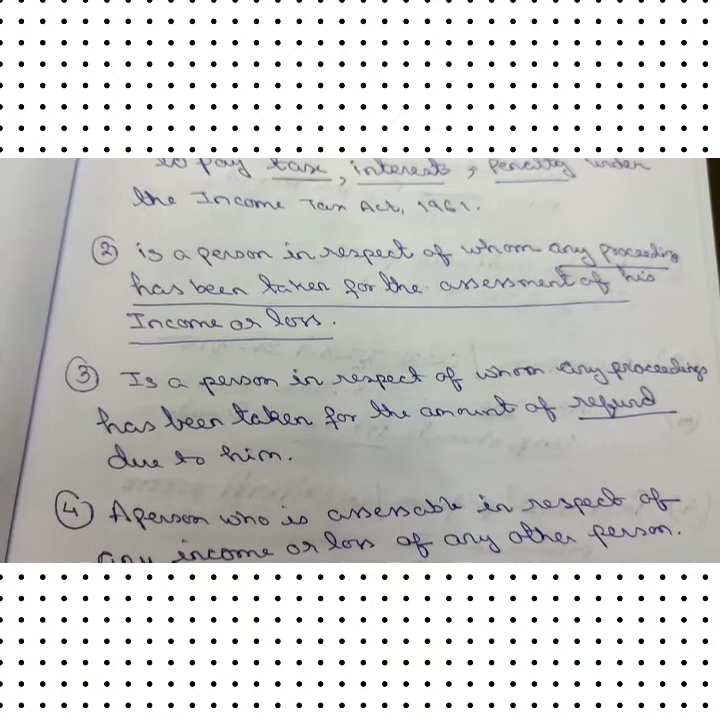 to pay tax, interests, penalty under
the Income Tax Act, 1961.
② is a person in respect of whom any proceeding
has been taken for the assessment of his
Income or loss.
③ Is a person in respect of whom any proceedings
has been taken for the amount of refund
due to him.
④ A person who is assessable in respect of
any income or loss of any other person.